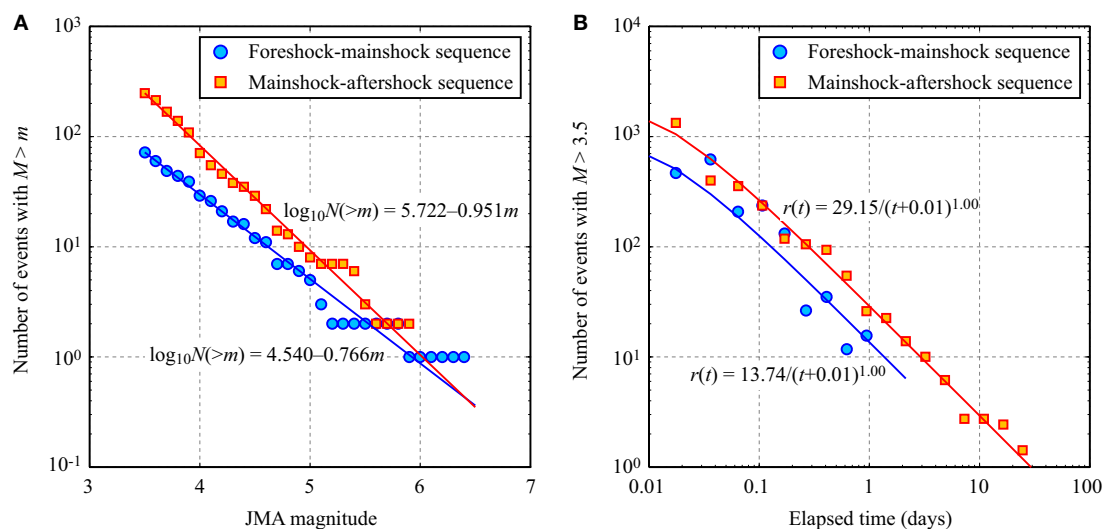 A
Number of events with M > m
10³
10²
10¹
10⁰
10⁻¹
3
4
5
6
7
JMA magnitude
Foreshock-mainshock sequence
Mainshock-aftershock sequence
log₁₀N(>m) = 5.722–0.951m
log₁₀N(>m) = 4.540–0.766m
B
Number of events with M > 3.5
10⁴
10³
10²
10¹
10⁰
0.01
0.1
1
10
100
Elapsed time (days)
Foreshock-mainshock sequence
Mainshock-aftershock sequence
r(t) = 29.15/(t+0.01)¹·⁰⁰
r(t) = 13.74/(t+0.01)¹·⁰⁰